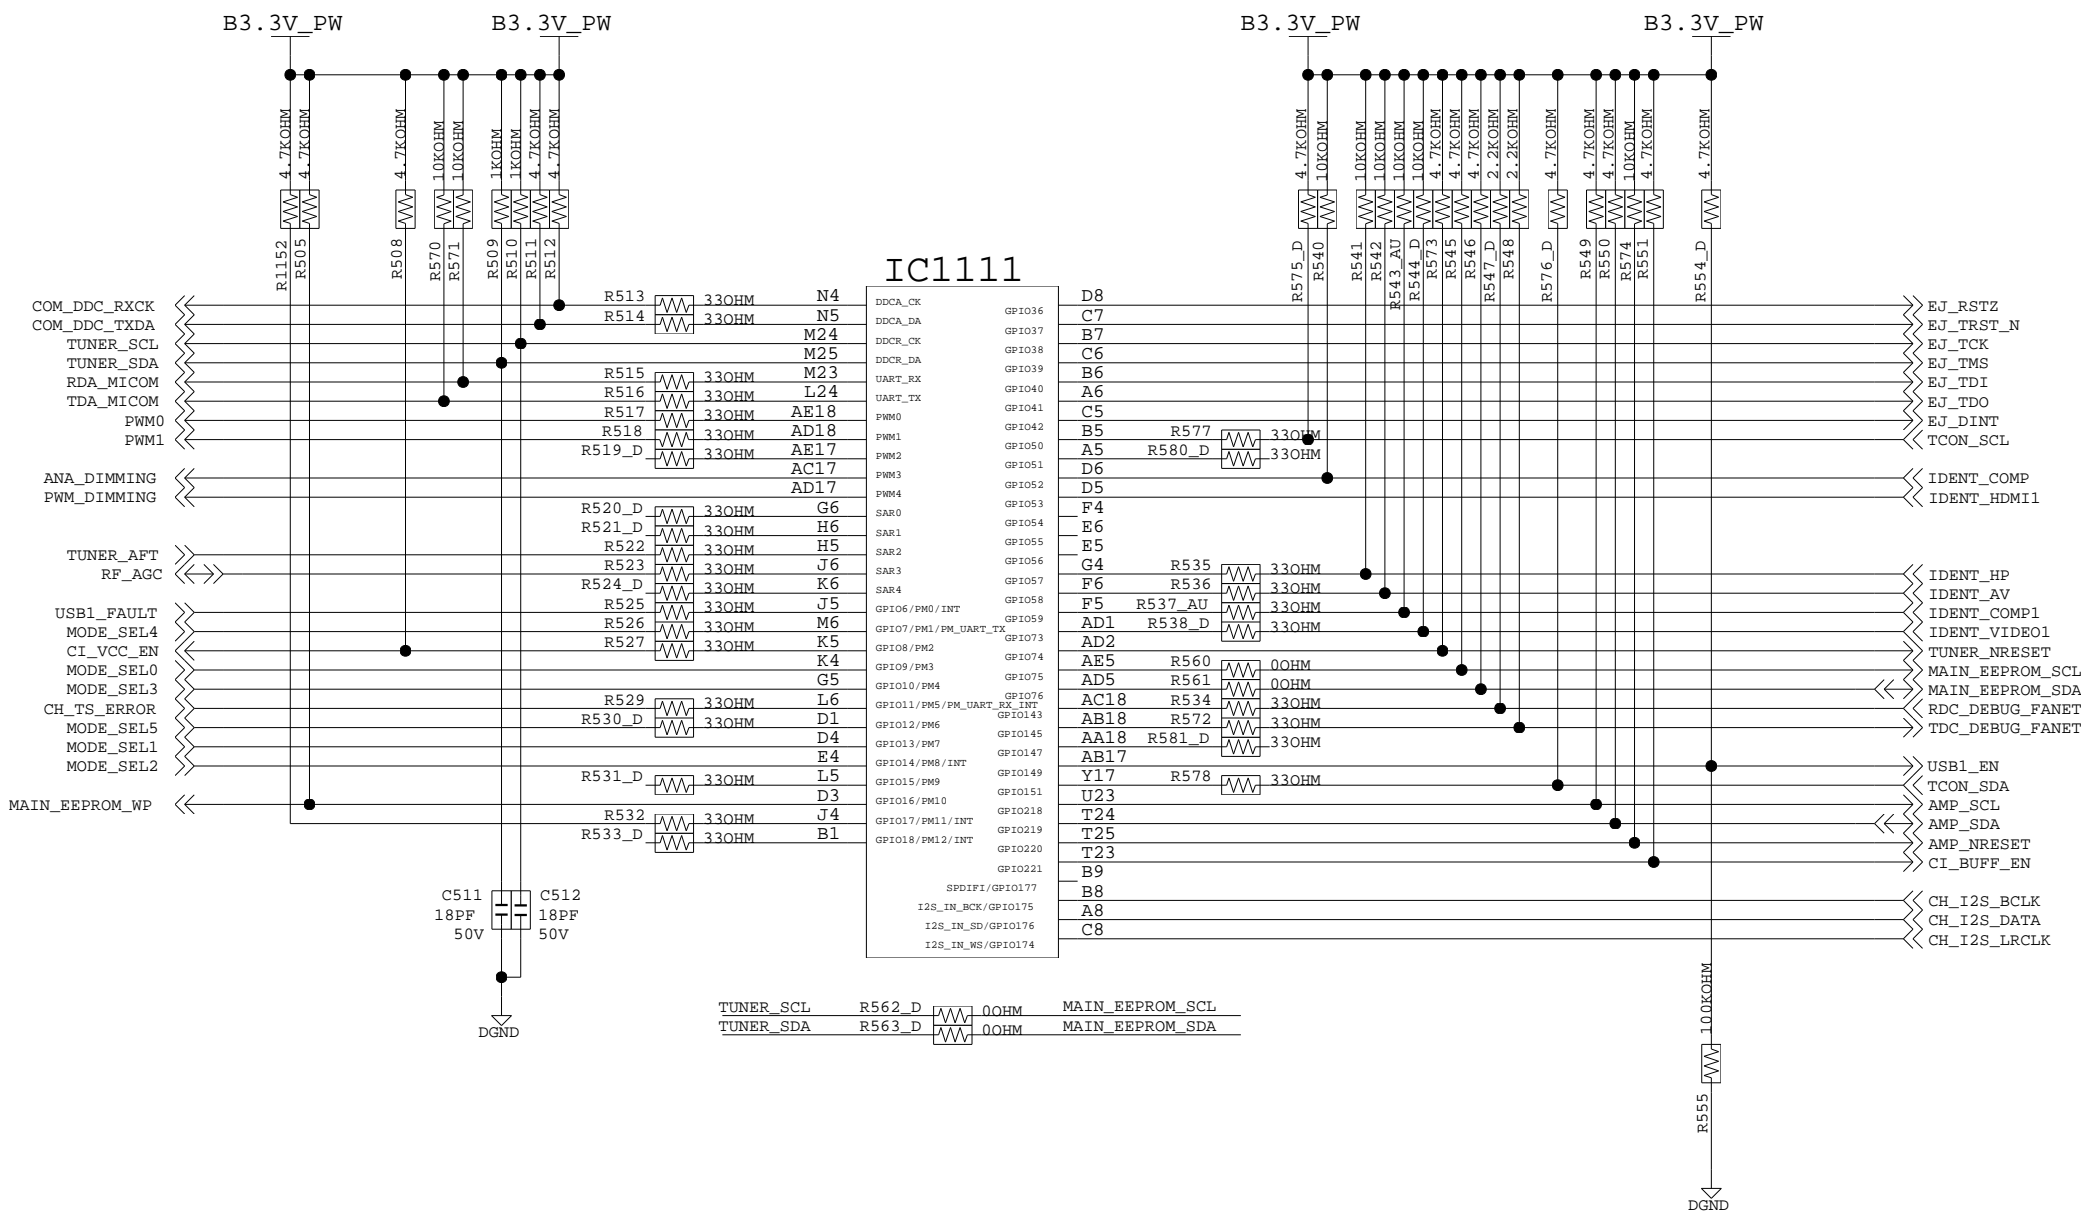 B3.3V_PW B3.3V_PW B3.3V_PW B3.3V_PW
4.7KOHM 4.7KOHM 4.7KOHM 10KOHM 10KOHM 1KOHM 1KOHM 4.7KOHM 4.7KOHM
R1152 R505 R508 R570 R571 R509 R510 R511 R512
4.7KOHM 10KOHM 10KOHM 10KOHM 10KOHM 10KOHM 4.7KOHM 4.7KOHM 4.7KOHM 2.2KOHM 2.2KOHM 4.7KOHM 4.7KOHM 4.7KOHM 10KOHM 4.7KOHM 4.7KOHM
R575_D R540 R541 R542 R543_AU R544_D R573 R545 R546 R547_D R548 R576_D R549 R550 R574 R551 R554_D
IC1111
COM_DDC_RXCK R513 33OHM N4 DDCA_CK
COM_DDC_TXDA R514 33OHM N5 DDCA_DA
TUNER_SCL M24 DDCR_CK
TUNER_SDA M25 DDCR_DA
RDA_MICOM R515 33OHM M23 UART_RX
TDA_MICOM R516 33OHM L24 UART_TX
PWM0 R517 33OHM AE18 PWM0
PWM1 R518 33OHM AD18 PWM1
R519_D 33OHM AE17 PWM2
ANA_DIMMING AC17 PWM3
PWM_DIMMING AD17 PWM4
R520_D 33OHM G6 SAR0
R521_D 33OHM H6 SAR1
TUNER_AFT R522 33OHM H5 SAR2
RF_AGC R523 33OHM J6 SAR3
R524_D 33OHM K6 SAR4
USB1_FAULT R525 33OHM J5 GPIO6/PM0/INT
MODE_SEL4 R526 33OHM M6 GPIO7/PM1/PM_UART_TX
CI_VCC_EN R527 33OHM K5 GPIO8/PM2
MODE_SEL0 K4 GPIO9/PM3
MODE_SEL3 G5 GPIO10/PM4
CH_TS_ERROR R529 33OHM L6 GPIO11/PM5/PM_UART_RX_INT
MODE_SEL5 R530_D 33OHM D1 GPIO12/PM6
MODE_SEL1 D4 GPIO13/PM7
MODE_SEL2 E4 GPIO14/PM8/INT
R531_D 33OHM L5 GPIO15/PM9
MAIN_EEPROM_WP D3 GPIO16/PM10
R532 33OHM J4 GPIO17/PM11/INT
R533_D 33OHM B1 GPIO18/PM12/INT
GPIO36 D8 EJ_RSTZ
GPIO37 C7 EJ_TRST_N
GPIO38 B7 EJ_TCK
GPIO39 C6 EJ_TMS
GPIO40 B6 EJ_TDI
GPIO41 A6 EJ_TDO
GPIO42 C5 EJ_DINT
GPIO50 B5 R577 33OHM TCON_SCL
GPIO51 A5 R580_D 33OHM
GPIO52 D6 IDENT_COMP
GPIO53 D5 IDENT_HDMI1
GPIO54 F4
GPIO55 E6
GPIO56 E5
GPIO57 G4 R535 33OHM IDENT_HP
GPIO58 F6 R536 33OHM IDENT_AV
GPIO59 F5 R537_AU 33OHM IDENT_COMP1
GPIO73 AD1 R538_D 33OHM IDENT_VIDEO1
GPIO74 AD2 TUNER_NRESET
GPIO75 AE5 R560 0OHM MAIN_EEPROM_SCL
GPIO76 AD5 R561 0OHM MAIN_EEPROM_SDA
GPIO143 AC18 R534 33OHM RDC_DEBUG_FANET
GPIO145 AB18 R572 33OHM TDC_DEBUG_FANET
GPIO147 AA18 R581_D 33OHM
GPIO149 AB17 USB1_EN
GPIO151 Y17 R578 33OHM TCON_SDA
GPIO218 U23 AMP_SCL
GPIO219 T24 AMP_SDA
GPIO220 T25 AMP_NRESET
GPIO221 T23 CI_BUFF_EN
SPDIFI/GPIO177 B9
I2S_IN_BCK/GPIO175 B8 CH_I2S_BCLK
I2S_IN_SD/GPIO176 A8 CH_I2S_DATA
I2S_IN_WS/GPIO174 C8 CH_I2S_LRCLK
C511 C512
18PF 18PF
50V 50V
DGND
TUNER_SCL R562_D 0OHM MAIN_EEPROM_SCL
TUNER_SDA R563_D 0OHM MAIN_EEPROM_SDA
100KOHM
R555
DGND